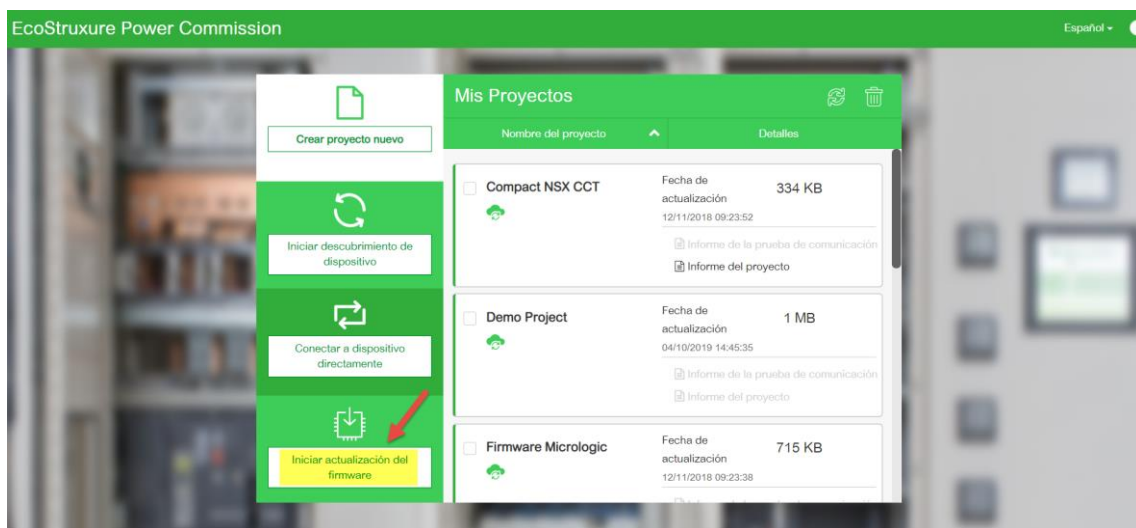 EcoStruxure Power Commission
Español
Crear proyecto nuevo
Iniciar descubrimiento de
dispositivo
Conectar a dispositivo
directamente
Iniciar actualización del
firmware
Mis Proyectos
Nombre del proyecto
Detalles
Compact NSX CCT
Fecha de
actualización
334 KB
12/11/2018 09:23:52
Informe de la prueba de comunicación
Informe del proyecto
Demo Project
Fecha de
actualización
1 MB
04/10/2019 14:45:35
Informe de la prueba de comunicación
Informe del proyecto
Firmware Micrologic
Fecha de
actualización
715 KB
12/11/2018 09:23:38